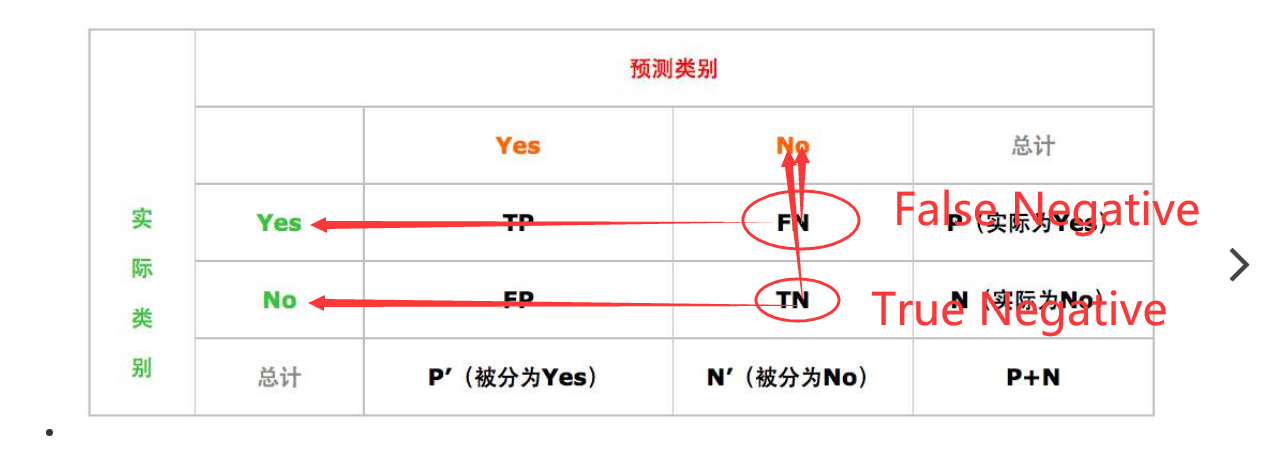 预测类别
Yes No 总计
实际类别
Yes TP FN P（实际为Yes） False Negative
No FP TN N（实际为No） True Negative
总计 P′（被分为Yes） N′（被分为No） P+N